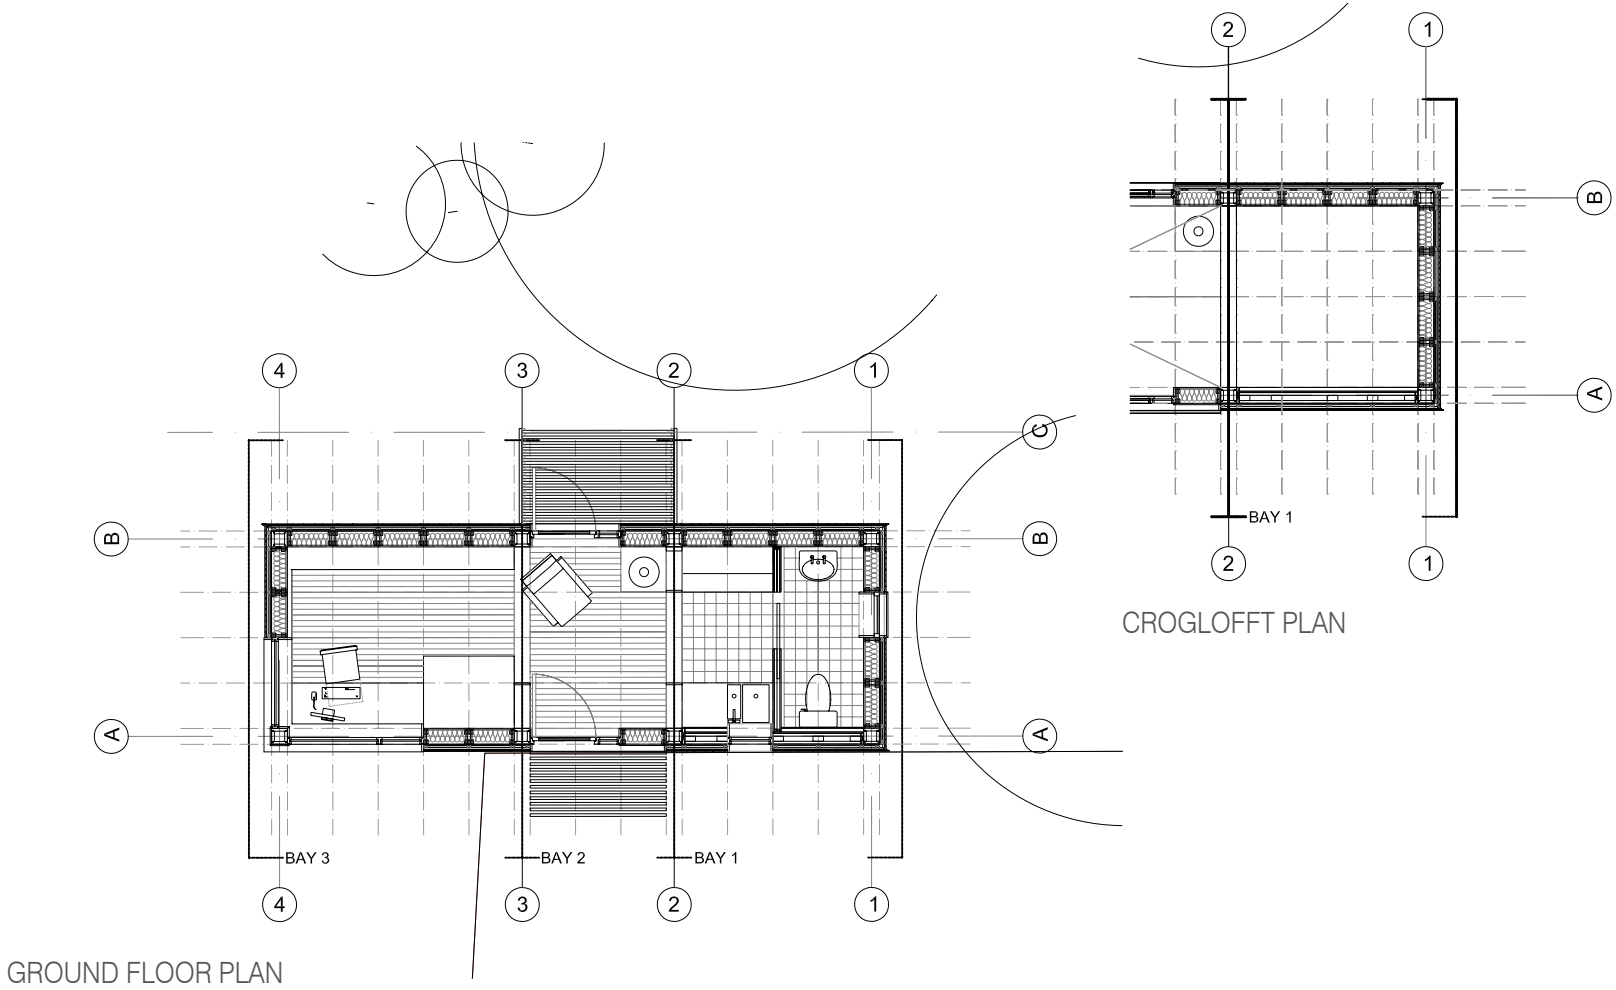 2 1
B
A
BAY 1
2 1
CROGLOFFT PLAN
4 3 2 1
C
B B
A A
BAY 3 BAY 2 BAY 1
4 3 2 1
GROUND FLOOR PLAN